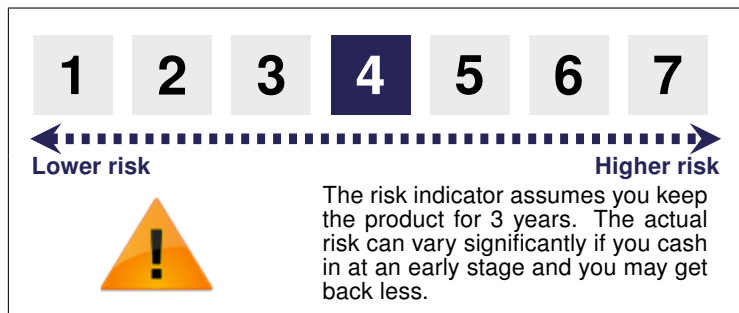 1 2 3 4 5 6 7
Lower risk Higher risk
The risk indicator assumes you keep
the product for 3 years. The actual
risk can vary significantly if you cash
in at an early stage and you may get
back less.
!